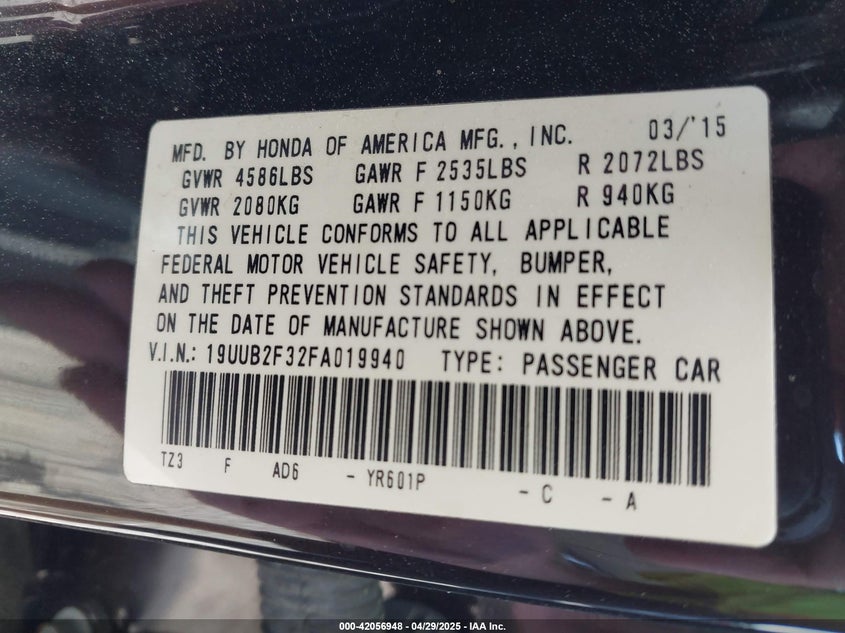 MFD. BY HONDA OF AMERICA MFG., INC. 03/'15
GVWR 4586LBS GAWR F 2535LBS R 2072LBS
GVWR 2080KG GAWR F 1150KG R 940KG
THIS VEHICLE CONFORMS TO ALL APPLICABLE
FEDERAL MOTOR VEHICLE SAFETY, BUMPER,
AND THEFT PREVENTION STANDARDS IN EFFECT
ON THE DATE OF MANUFACTURE SHOWN ABOVE.
V.I.N.: 19UUB2F32FA019940 TYPE: PASSENGER CAR
TZ3 F AD6 - YR601P - C - A
000-42056948 - 04/29/2025 - IAA Inc.